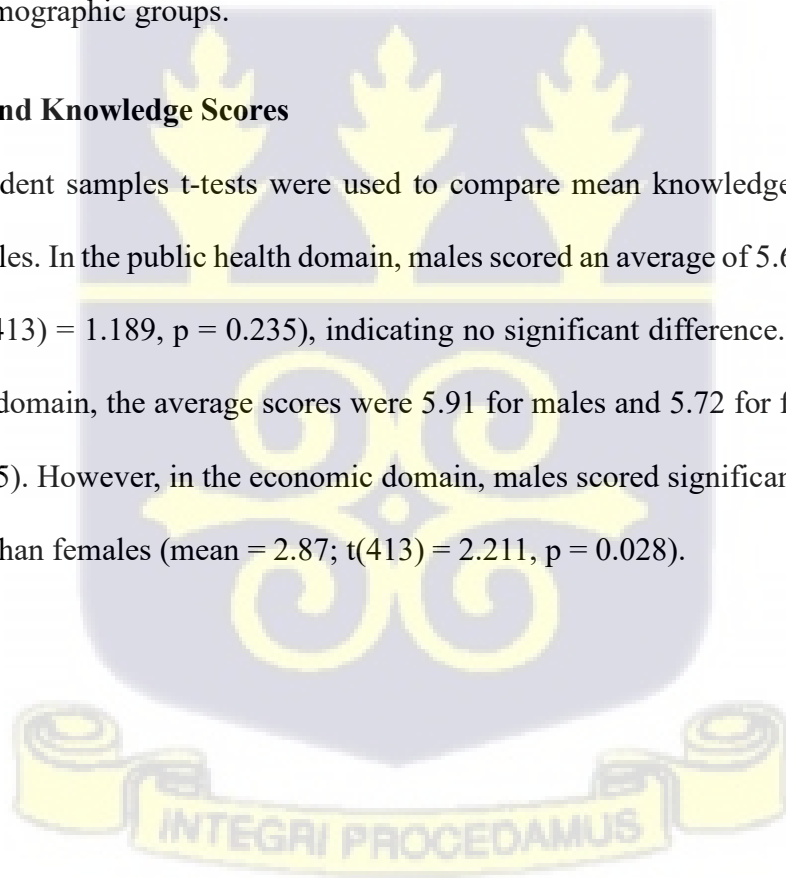 mographic groups.
nd Knowledge Scores
dent samples t-tests were used to compare mean knowledge
les. In the public health domain, males scored an average of 5.6
413) = 1.189, p = 0.235), indicating no significant difference.
domain, the average scores were 5.91 for males and 5.72 for f
5). However, in the economic domain, males scored significan
han females (mean = 2.87; t(413) = 2.211, p = 0.028).
INTEGRI PROCEDAMUS